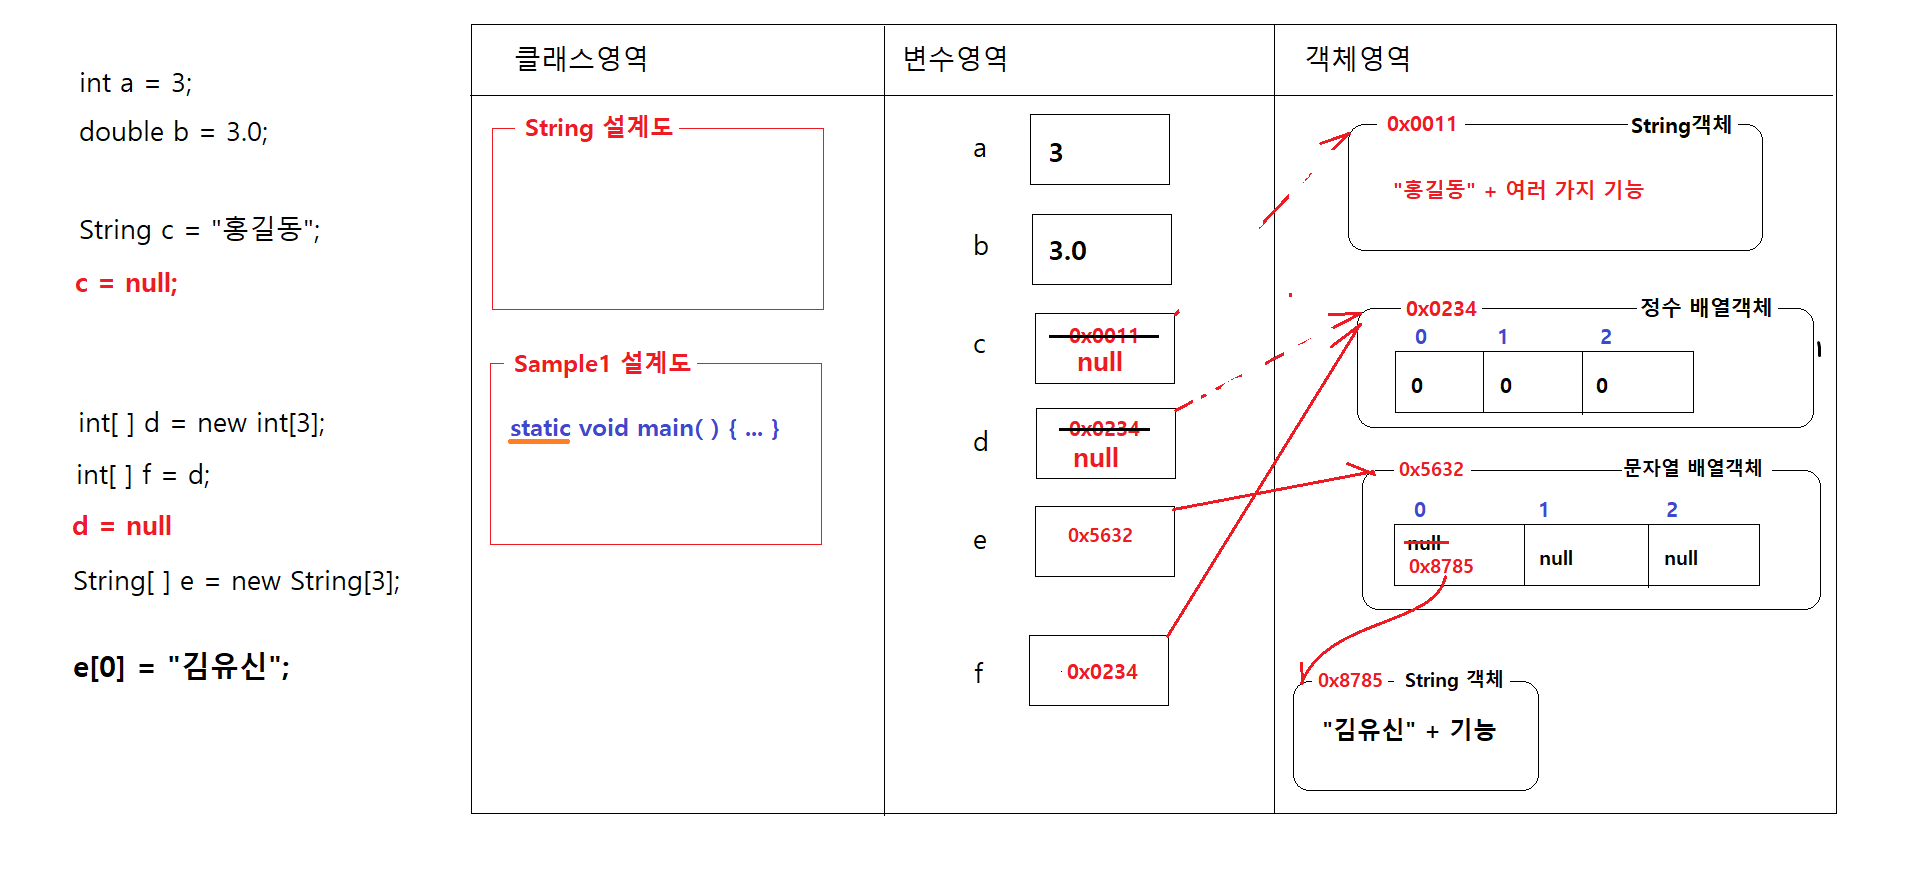 int a = 3;
double b = 3.0;
String c = "홍길동";
c = null;
int[ ] d = new int[3];
int[ ] f = d;
d = null
String[ ] e = new String[3];
e[0] = "김유신";
클래스영역
변수영역
객체영역
String 설계도
Sample1 설계도
static void main( ) { ... }
a
3
b
3.0
c
0x0011
null
d
0x0234
null
e
0x5632
f
0x0234
0x0011
String객체
"홍길동" + 여러 가지 기능
0x0234
정수 배열객체
0 1 2
0 0 0
0x5632
문자열 배열객체
0 1 2
null
0x8785
null
null
0x8785
String 객체
"김유신" + 기능